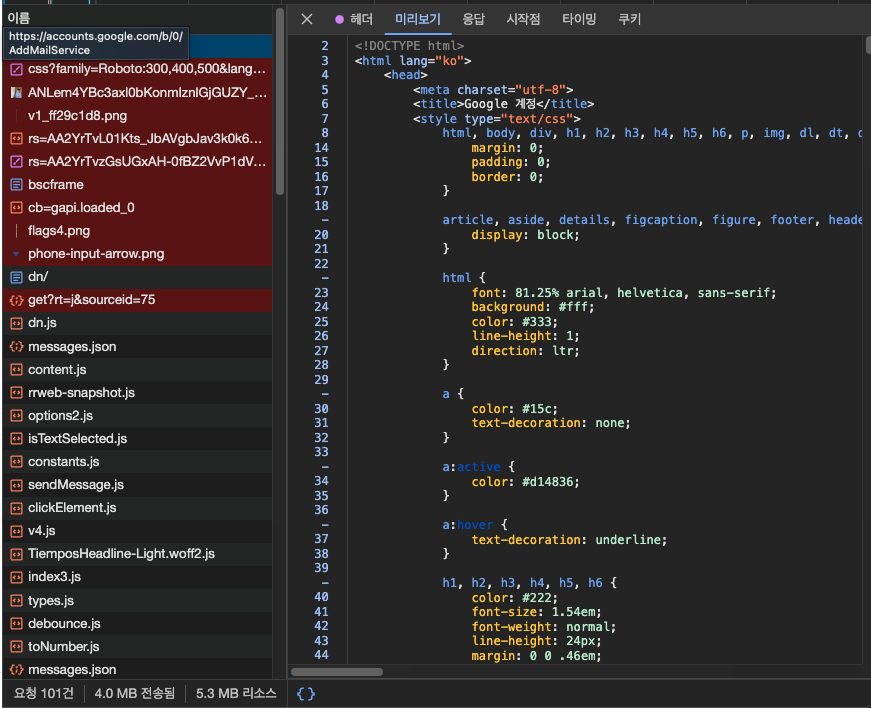 이름
헤더
미리보기
응답
시작점
타이밍
쿠키
https://accounts.google.com/b/0/
AddMailService
css?family=Roboto:300,400,500&lang...
v1_ff29c1d8.png
bscframe
cb=gapi.loaded_0
flags4.png
phone-input-arrow.png
dn/
get?rt=j&sourceid=75
dn.js
messages.json
content.js
rrweb-snapshot.js
options2.js
isTextSelected.js
constants.js
sendMessage.js
clickElement.js
v4.js
TiemposHeadline-Light.woff2.js
index3.js
types.js
debounce.js
toNumber.js
messages.json
2 <!DOCTYPE html>
3 <html lang="ko">
4 <head>
5 <meta charset="utf-8">
6 <title>Google 계정</title>
7 <style type="text/css">
8 html, body, div, h1, h2, h3, h4, h5, h6, p, img, dl, dt, d
14 margin: 0;
15 padding: 0;
16 border: 0;
17 }
18
- article, aside, details, figcaption, figure, footer, heade
20 display: block;
21 }
22
- html {
23 font: 81.25% arial, helvetica, sans-serif;
24 background: #fff;
25 color: #333;
26 line-height: 1;
27 direction: ltr;
28 }
29
- a {
30 color: #15c;
31 text-decoration: none;
32 }
33
- a:active {
34 color: #d14836;
35 }
36
- a:hover {
37 text-decoration: underline;
38 }
39
- h1, h2, h3, h4, h5, h6 {
40 color: #222;
41 font-size: 1.54em;
42 font-weight: normal;
43 line-height: 24px;
44 margin: 0 0 .46em;
요청 101건
4.0 MB 전송됨
5.3 MB 리소스
{ }